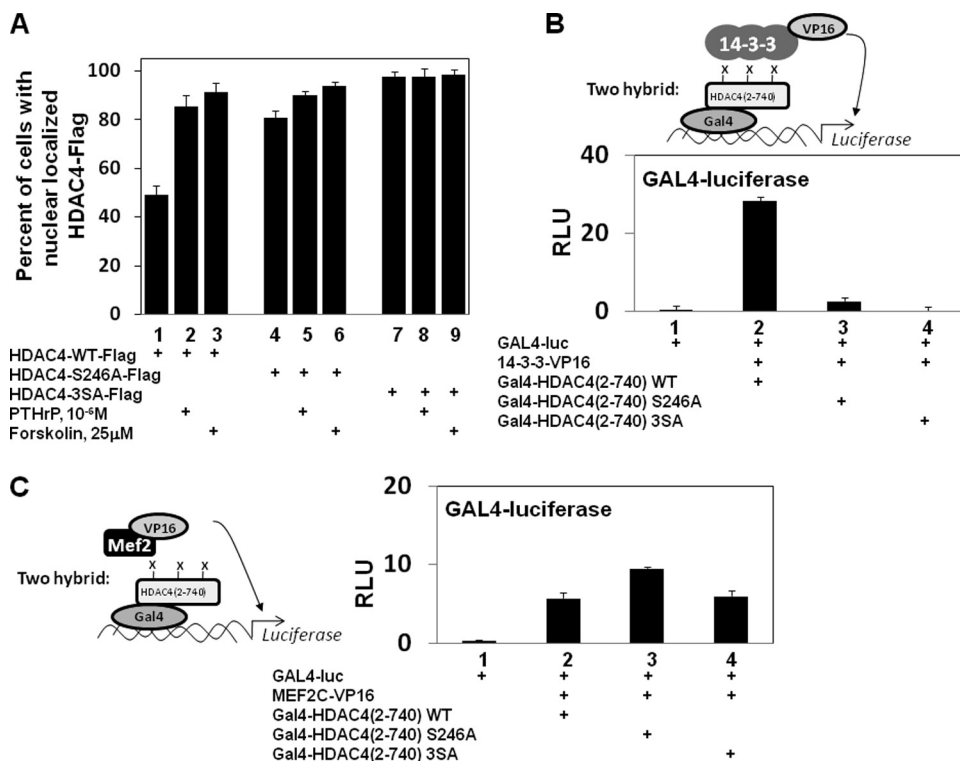 A
Percent of cells with
nuclear localized
HDAC4-Flag
100
80
60
40
20
0
1 2 3 4 5 6 7 8 9
HDAC4-WT-Flag + + +
HDAC4-S246A-Flag + + +
HDAC4-3SA-Flag + + +
PTHrP, 10⁻⁶M + + +
Forskolin, 25μM + + +
B
VP16
14-3-3
X X X
Two hybrid:
HDAC4(2-740)
Gal4
Luciferase
GAL4-luciferase
RLU
40
20
0
1 2 3 4
GAL4-luc + + + +
14-3-3-VP16 + + +
Gal4-HDAC4(2-740) WT +
Gal4-HDAC4(2-740) S246A +
Gal4-HDAC4(2-740) 3SA +
C
VP16
Mef2
X X X
Two hybrid:
HDAC4(2-740)
Gal4
Luciferase
GAL4-luciferase
RLU
20
10
0
1 2 3 4
GAL4-luc + + + +
MEF2C-VP16 + + +
Gal4-HDAC4(2-740) WT +
Gal4-HDAC4(2-740) S246A +
Gal4-HDAC4(2-740) 3SA +